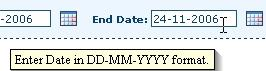 -2006 End Date: 24-11-2006
Enter Date in DD-MM-YYYY format.